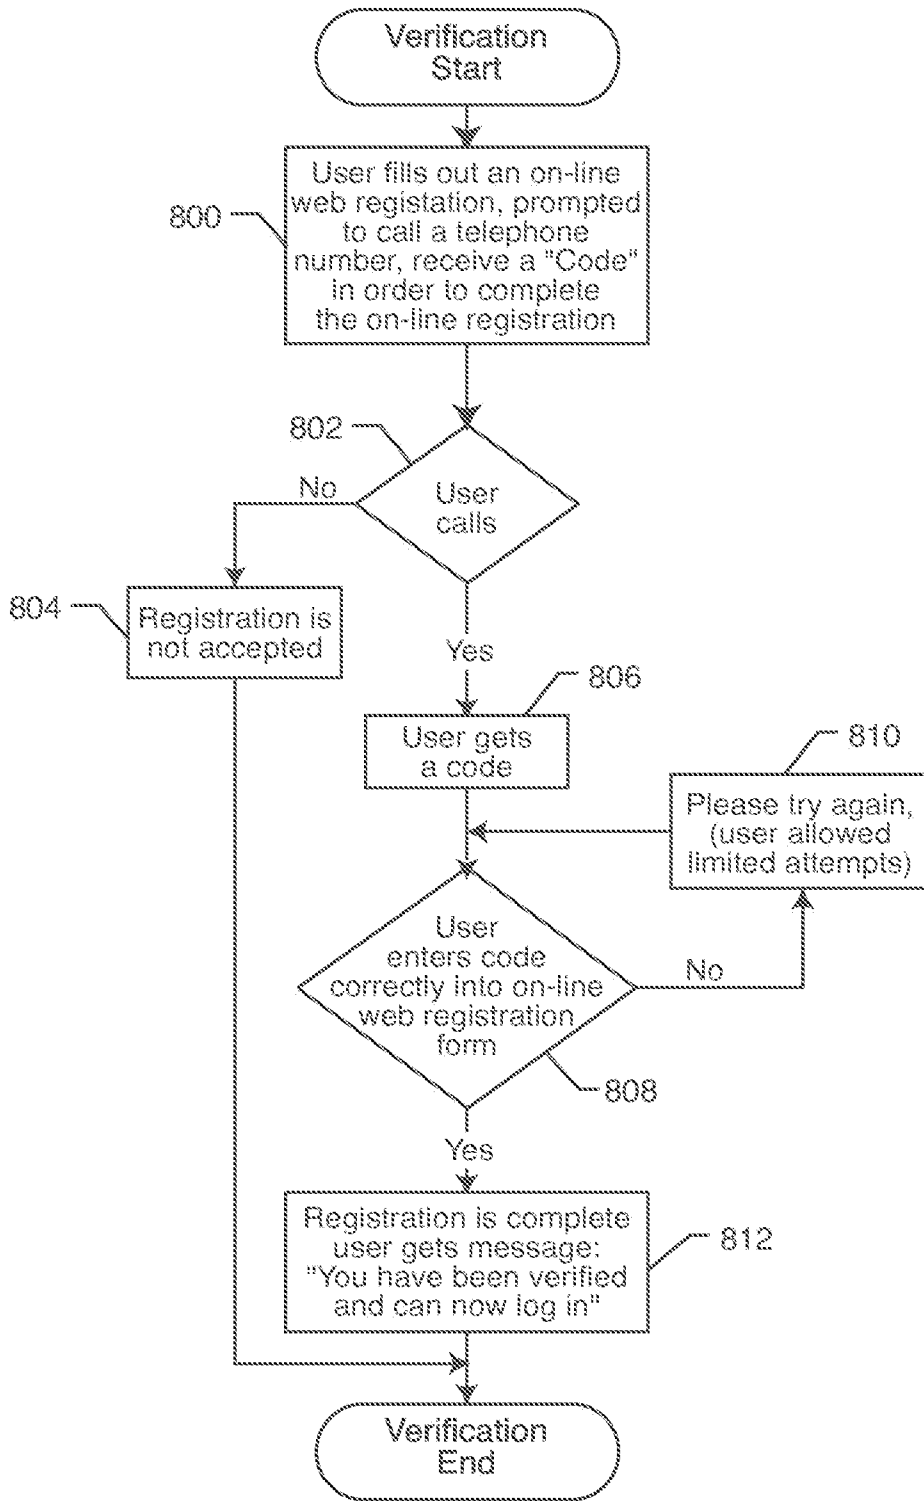 Verification
Start
800
User fills out an on-line
web registation, prompted
to call a telephone
number, receive a "Code"
in order to complete
the on-line registration
802
No
User
calls
804
Registration is
not accepted
Yes
806
User gets
a code
810
Please try again,
(user allowed
limited attempts)
User
enters code
correctly into on-line
web registration
form
No
808
Yes
Registration is complete
user gets message:
"You have been verified
and can now log in"
812
Verification
End